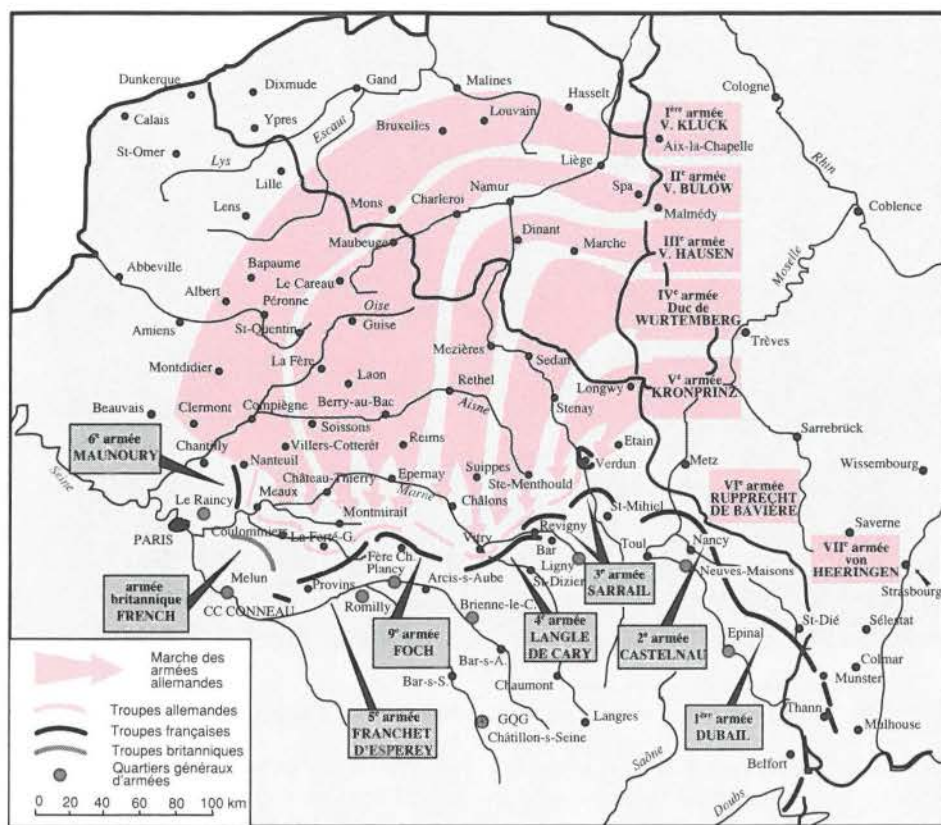 Dunkerque
Dixmude
Gand
Malines
Hasselt
Cologne
Calais
Ypres
Escaut
Bruxelles
Louvain
Ière armée
V. KLUCK
Aix-la-Chapelle
Rhin
St-Omer
Lys
Lille
Liège
IIe armée
V. BULOW
Spa
Malmédy
Coblence
Lens
Mons
Charleroi
Namur
Maubeuge
Dinant
Marche
IIIe armée
V. HAUSEN
Moselle
Abbeville
Bapaume
Le Careau
Albert
Péronne
Oise
Guise
IVe armée
Duc de
WURTEMBERG
Amiens
St-Quentin
Mezières
Sedan
Trèves
Montdidier
La Fère
Laon
Rethel
Longwy
Ve armée
KRONPRINZ
Beauvais
Clermont
Compiègne
Berry-au-Bac
Aisne
Stenay
6e armée
MAUNOURY
Chantilly
Soissons
Villers-Cotterêt
Reims
Etain
Verdun
Metz
Sarrebrück
Wissembourg
Seine
Nanteuil
Château-Thierry
Epernay
Marne
Suippes
Ste-Menthould
VIe armée
RUPPRECHT
DE BAVIÈRE
Le Raincy
Meaux
Montmirail
Châlons
St-Mihiel
Saverne
PARIS
Coulommiers
La Ferté-G.
Vitry
Revigny
Bar
Toul
Nancy
VIIe armée
von
HEERINGEN
Strasbourg
Fère Ch.
Plancy
Ligny
St-Dizier
Neuves-Maisons
armée
britannique
FRENCH
Melun
CC CONNEAU
Provins
Romilly
Arcis-s-Aube
Brienne-le-C.
3e armée
SARRAIL
9e armée
FOCH
4e armée
LANGLE
DE CARY
2e armée
CASTELNAU
Epinal
St-Dié
Sélestat
Colmar
Munster
Bar-s-A.
Bar-s-S.
Chaumont
5e armée
FRANCHET
D'ESPEREY
GQG
Châtillon-s-Seine
Langres
1ère armée
DUBAIL
Thann
Mulhouse
Belfort
Saône
Doubs
Marche des
armées
allemandes
Troupes allemandes
Troupes françaises
Troupes britanniques
Quartiers généraux
d'armées
0 20 40 60 80 100 km